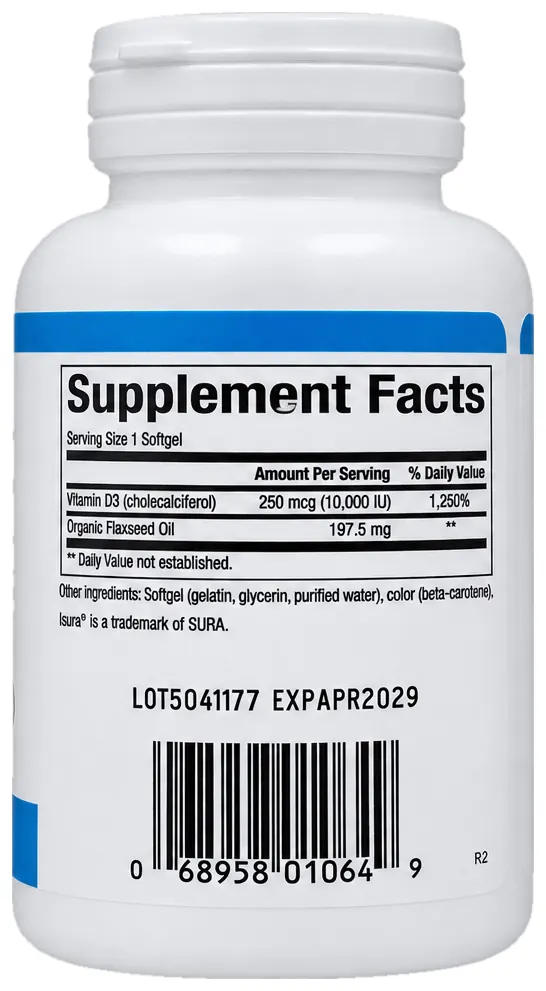 Supplement Facts
Serving Size 1 Softgel
Amount Per Serving % Daily Value
Vitamin D3 (cholecalciferol) 250 mcg (10,000 IU) 1,250%
Organic Flaxseed Oil 197.5 mg **
** Daily Value not established.
Other ingredients: Softgel (gelatin, glycerin, purified water), color (beta-carotene),
Isura® is a trademark of SURA.
LOT5041177 EXPAPR2029
0 68958 01064 9
R2